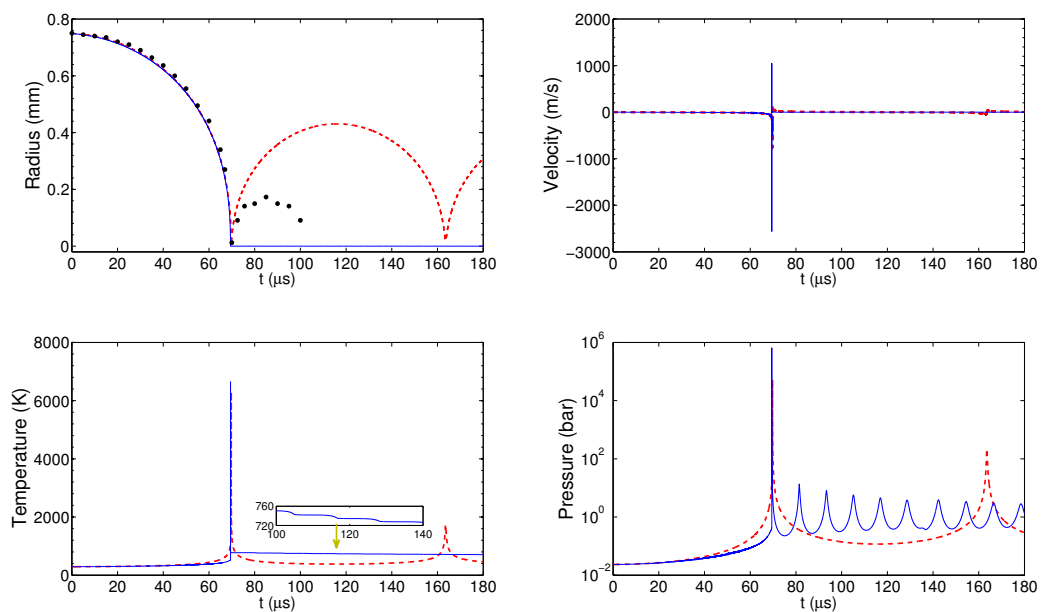 0.8
0.6
0.4
0.2
0
Radius (mm)
0 20 40 60 80 100 120 140 160 180
t (μs)
2000
1000
0
−1000
−2000
−3000
Velocity (m/s)
0 20 40 60 80 100 120 140 160 180
t (μs)
8000
6000
4000
2000
0
Temperature (K)
760
720
100 120 140
0 20 40 60 80 100 120 140 160 180
t (μs)
10^6
10^4
10^2
10^0
10^−2
Pressure (bar)
0 20 40 60 80 100 120 140 160 180
t (μs)